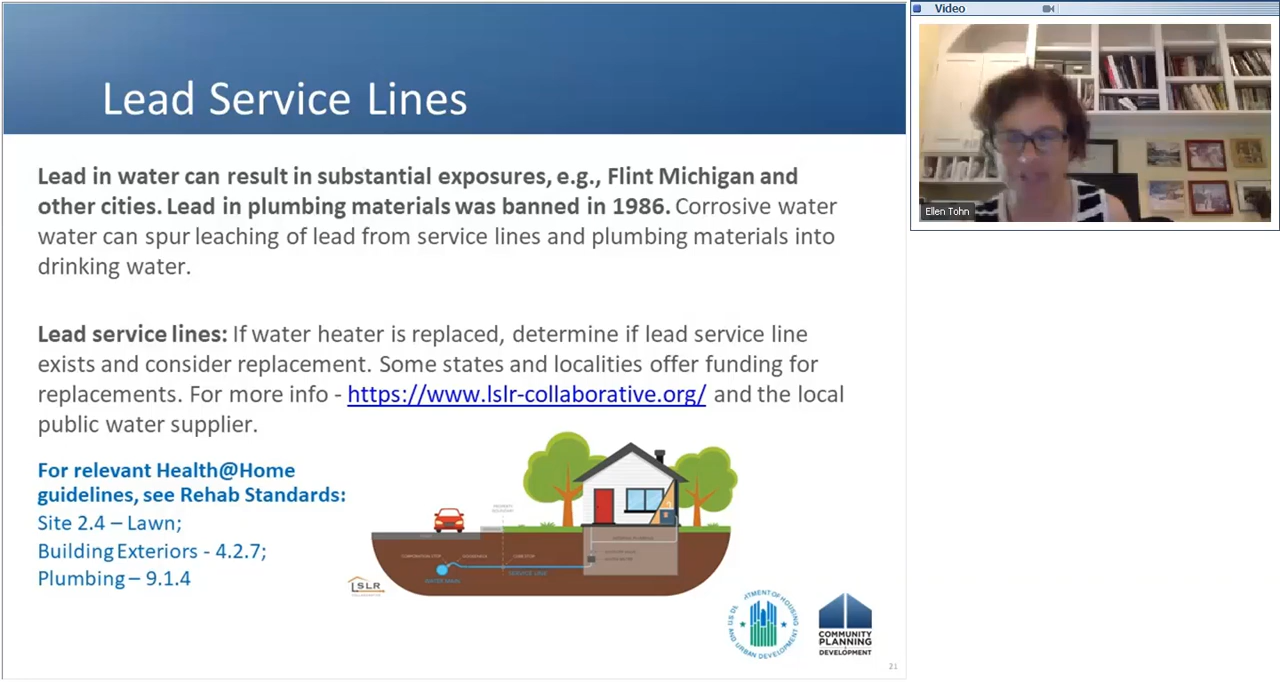 Lead Service Lines
Lead in water can result in substantial exposures, e.g., Flint Michigan and
other cities. Lead in plumbing materials was banned in 1986. Corrosive water
water can spur leaching of lead from service lines and plumbing materials into
drinking water.
Lead service lines: If water heater is replaced, determine if lead service line
exists and consider replacement. Some states and localities offer funding for
replacements. For more info - https://www.lslr-collaborative.org/ and the local
public water supplier.
For relevant Health@Home
guidelines, see Rehab Standards:
Site 2.4 – Lawn;
Building Exteriors - 4.2.7;
Plumbing – 9.1.4
WATER MAIN
SERVICE LINE
LSLR
COMMUNITY
PLANNING
DEVELOPMENT
21
Video
Ellen Tohn